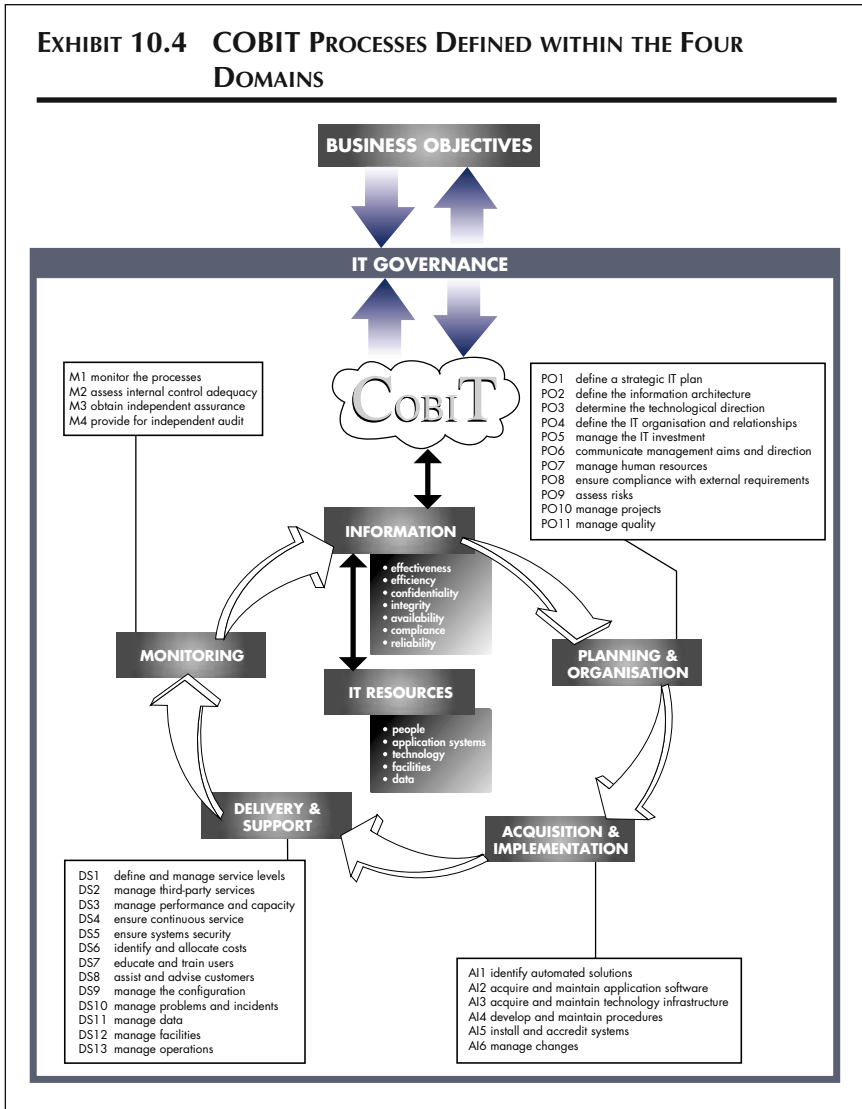 EXHIBIT 10.4 COBIT PROCESSES DEFINED WITHIN THE FOUR
DOMAINS
BUSINESS OBJECTIVES
IT GOVERNANCE
COBIT
M1 monitor the processes
M2 assess internal control adequacy
M3 obtain independent assurance
M4 provide for independent audit
PO1 define a strategic IT plan
PO2 define the information architecture
PO3 determine the technological direction
PO4 define the IT organisation and relationships
PO5 manage the IT investment
PO6 communicate management aims and direction
PO7 manage human resources
PO8 ensure compliance with external requirements
PO9 assess risks
PO10 manage projects
PO11 manage quality
INFORMATION
• effectiveness
• efficiency
• confidentiality
• integrity
• availability
• compliance
• reliability
MONITORING
PLANNING &
ORGANISATION
IT RESOURCES
• people
• application systems
• technology
• facilities
• data
DELIVERY &
SUPPORT
ACQUISITION &
IMPLEMENTATION
DS1 define and manage service levels
DS2 manage third-party services
DS3 manage performance and capacity
DS4 ensure continuous service
DS5 ensure systems security
DS6 identify and allocate costs
DS7 educate and train users
DS8 assist and advise customers
DS9 manage the configuration
DS10 manage problems and incidents
DS11 manage data
DS12 manage facilities
DS13 manage operations
AI1 identify automated solutions
AI2 acquire and maintain application software
AI3 acquire and maintain technology infrastructure
AI4 develop and maintain procedures
AI5 install and accredit systems
AI6 manage changes